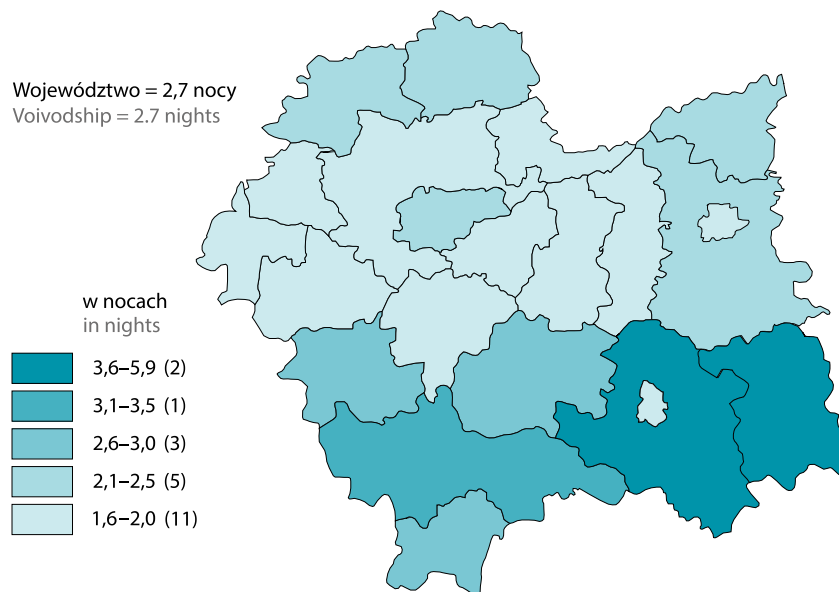 Województwo = 2,7 nocy
Voivodship = 2.7 nights
w nocach
in nights
3,6–5,9 (2)
3,1–3,5 (1)
2,6–3,0 (3)
2,1–2,5 (5)
1,6–2,0 (11)